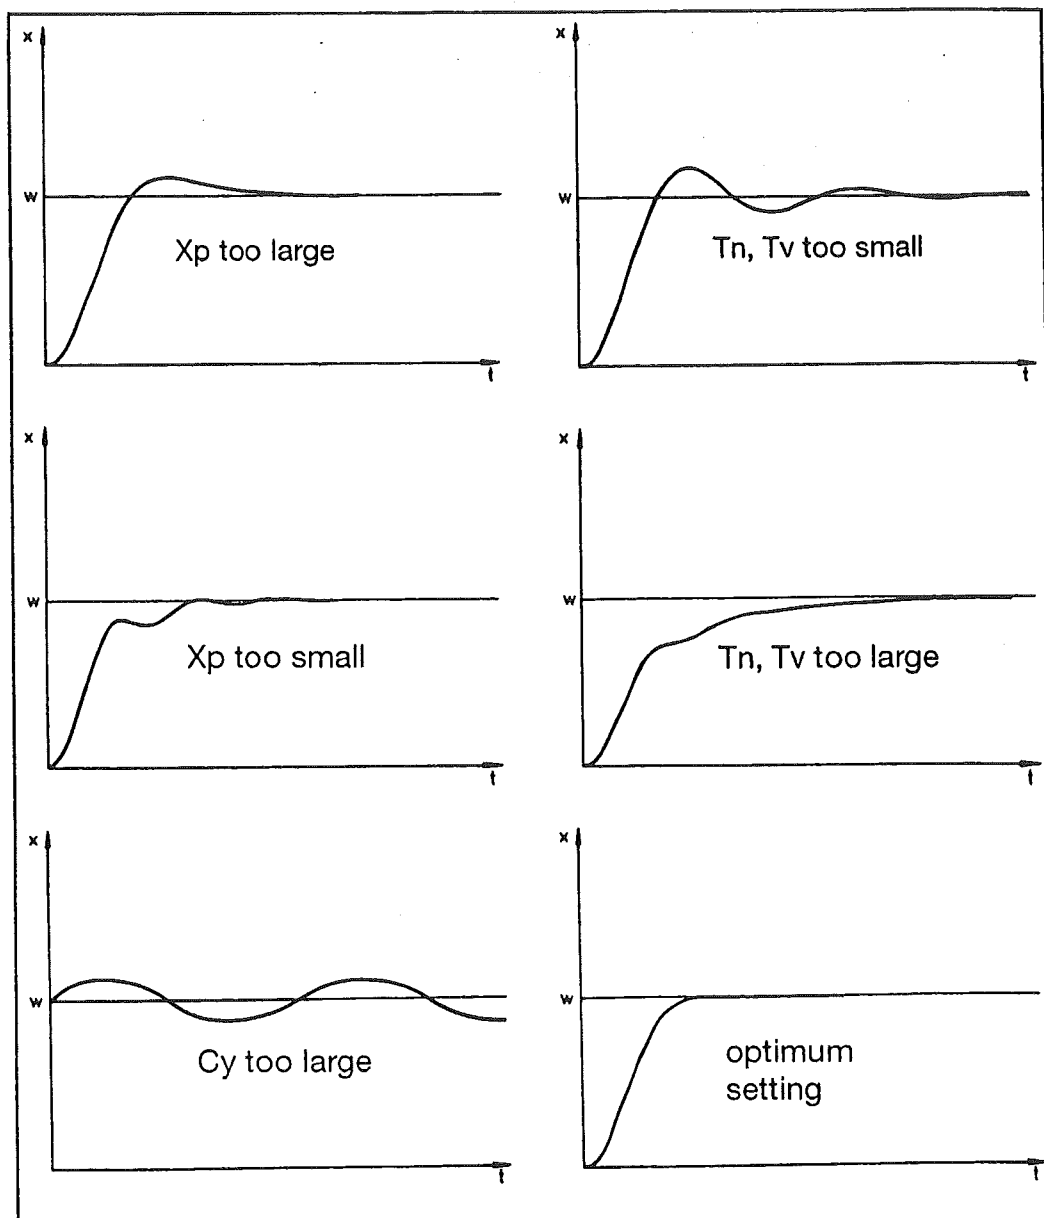 x
w
Xp too large
t
x
w
Tn, Tv too small
t
x
w
Xp too small
t
x
w
Tn, Tv too large
t
x
w
Cy too large
t
x
w
optimum
setting
t